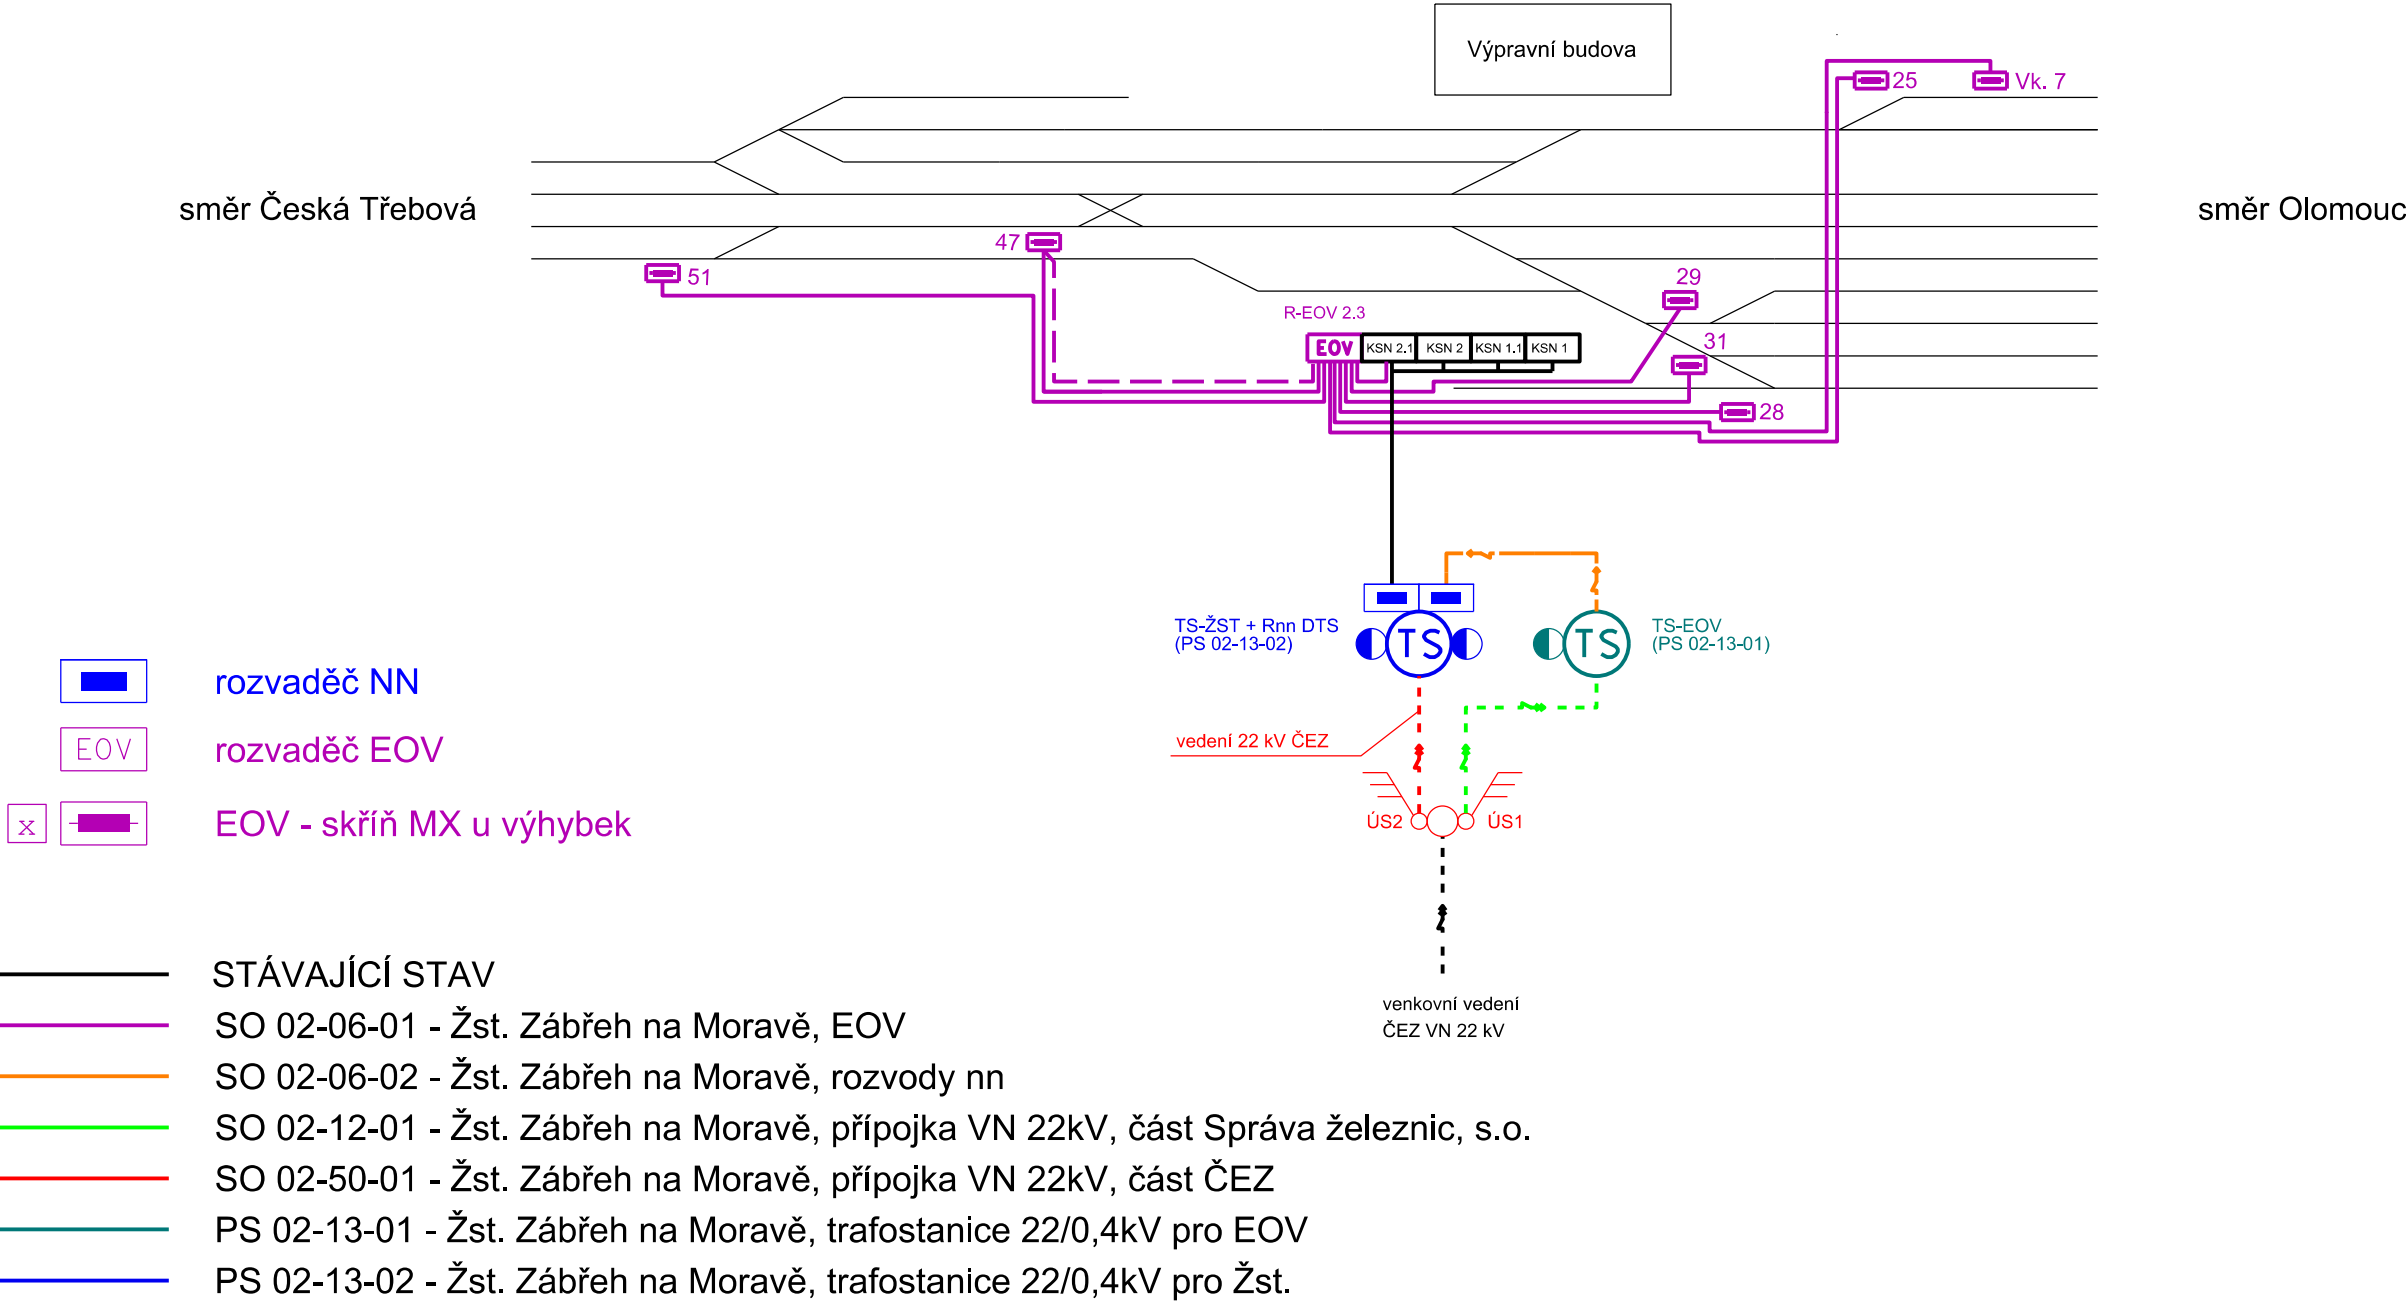 Výpravní budova
25
Vk. 7
směr Česká Třebová
směr Olomouc
47
51
29
R-EOV 2.3
31
EOV
KSN 2.1
KSN 2
KSN 1.1
KSN 1
28
TS-ŽST + Rnn DTS
(PS 02-13-02)
TS
TS
TS-EOV
(PS 02-13-01)
rozvaděč NN
vedení 22 kV ČEZ
EOV
rozvaděč EOV
ÚS2
ÚS1
x
EOV - skříň MX u výhybek
STÁVAJÍCÍ STAV
venkovní vedení
ČEZ VN 22 kV
SO 02-06-01 - Žst. Zábřeh na Moravě, EOV
SO 02-06-02 - Žst. Zábřeh na Moravě, rozvody nn
SO 02-12-01 - Žst. Zábřeh na Moravě, přípojka VN 22kV, část Správa železnic, s.o.
SO 02-50-01 - Žst. Zábřeh na Moravě, přípojka VN 22kV, část ČEZ
PS 02-13-01 - Žst. Zábřeh na Moravě, trafostanice 22/0,4kV pro EOV
PS 02-13-02 - Žst. Zábřeh na Moravě, trafostanice 22/0,4kV pro Žst.